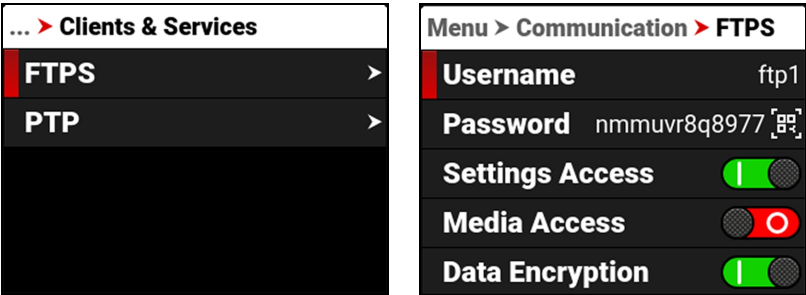 ... ➤ Clients & Services
FTPS ➤
PTP ➤
Menu ➤ Communication ➤ FTPS
Username ftp1
Password nmmuvr8q8977
Settings Access
Media Access
Data Encryption